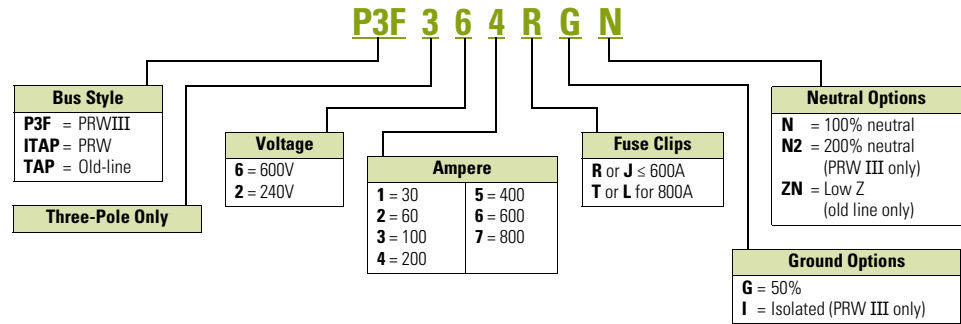 P3F 3 6 4 R G N
Bus Style
P3F = PRWIII
ITAP = PRW
TAP = Old-line
Three-Pole Only
Voltage
6 = 600V
2 = 240V
Ampere
1 = 30
2 = 60
3 = 100
4 = 200
5 = 400
6 = 600
7 = 800
Fuse Clips
R or J ≤ 600A
T or L for 800A
Neutral Options
N = 100% neutral
N2 = 200% neutral
(PRW III only)
ZN = Low Z
(old line only)
Ground Options
G = 50%
I = Isolated (PRW III only)